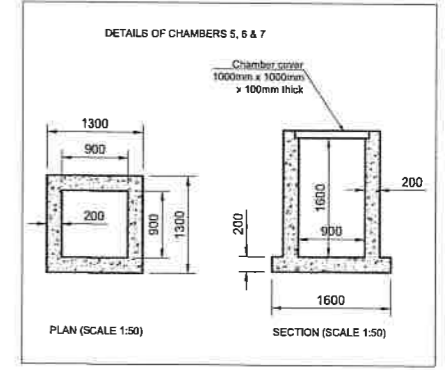 DETAILS OF CHAMBERS 5, 6 & 7
Chamber cover
1000mm x 1000mm
x 100mm thick
1300
900
200
900
1300
200
1600
900
200
1600
PLAN (SCALE 1:50)
SECTION (SCALE 1:50)